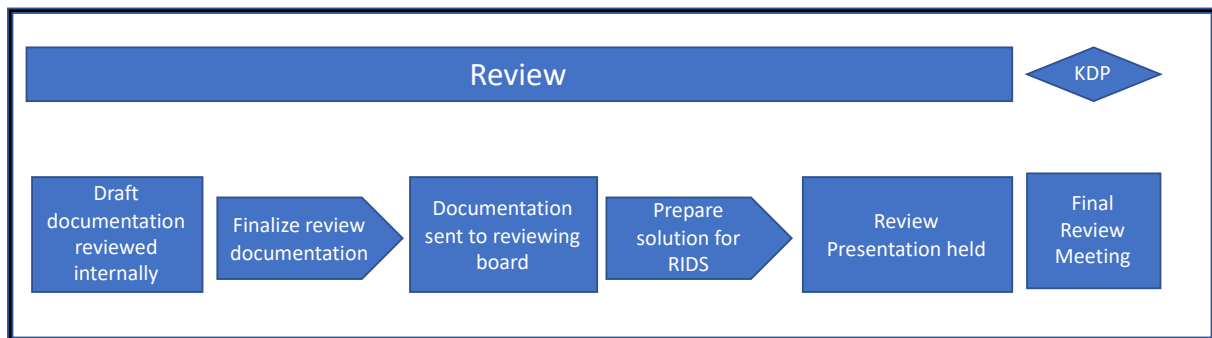 Review
KDP
Draft
documentation
reviewed
internally
Finalize review
documentation
Documentation
sent to reviewing
board
Prepare
solution for
RIDS
Review
Presentation held
Final
Review
Meeting